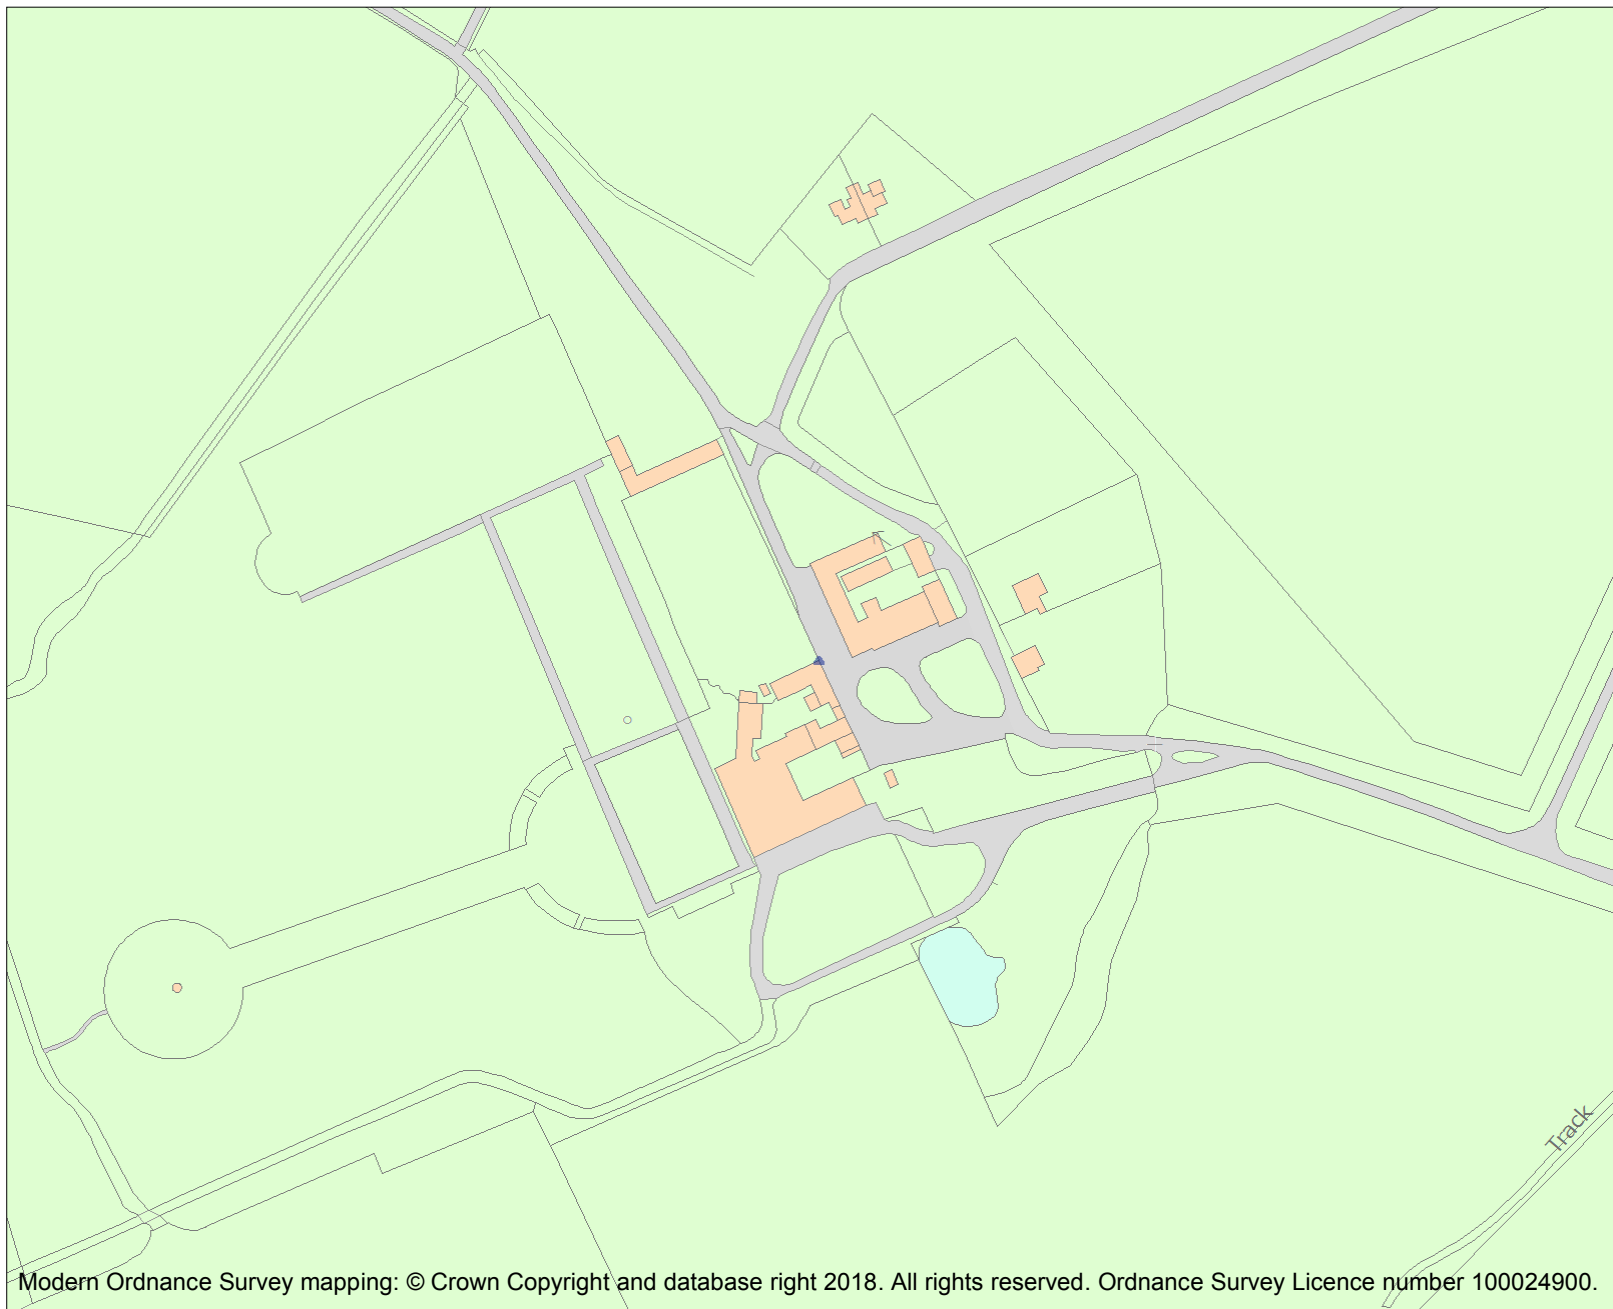 Track
Modern Ordnance Survey mapping: © Crown Copyright and database right 2018. All rights reserved. Ordnance Survey Licence number 100024900.